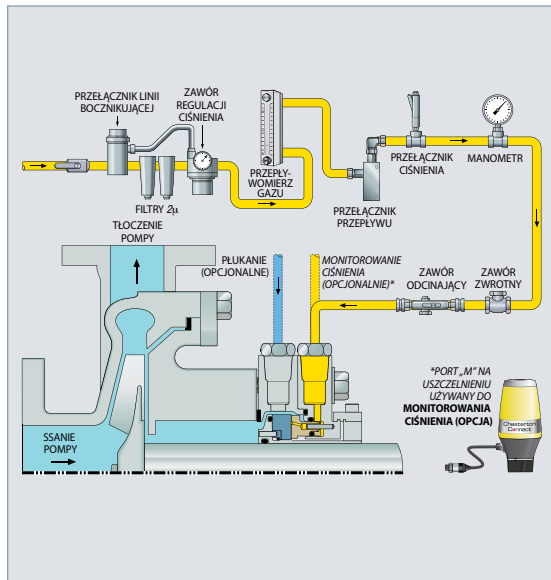 PRZEŁĄCZNIK LINII
BOCZNIKUJĄCEJ
ZAWÓR
REGULACJI
CIŚNIENIA
FILTRY 2µ
PRZEPŁY-
WOMIERZ
GAZU
PRZEŁĄCZNIK
PRZEPŁYWU
PRZEŁĄCZNIK
CIŚNIENIA
MANOMETR
TŁOCZENIE
POMPY
PŁUKANIE
(OPCJONALNE)
MONITOROWANIE
CIŚNIENIA
(OPCJONALNIE)*
ZAWÓR
ODCINAJĄCY
ZAWÓR
ZWROTNY
*PORT „M” NA
USZCZELNIENIU
UŻYWANY DO
MONITOROWANIA
CIŚNIENIA (OPCJA)
Chesterton
Connect
SSANIE
POMPY